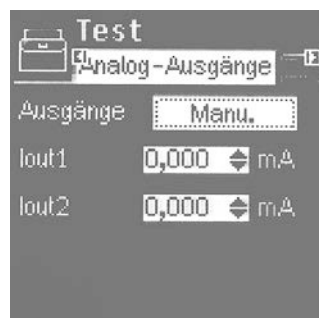 Test
Analog-Ausgänge
Ausgänge Manu.
Iout1 0,000 mA
Iout2 0,000 mA